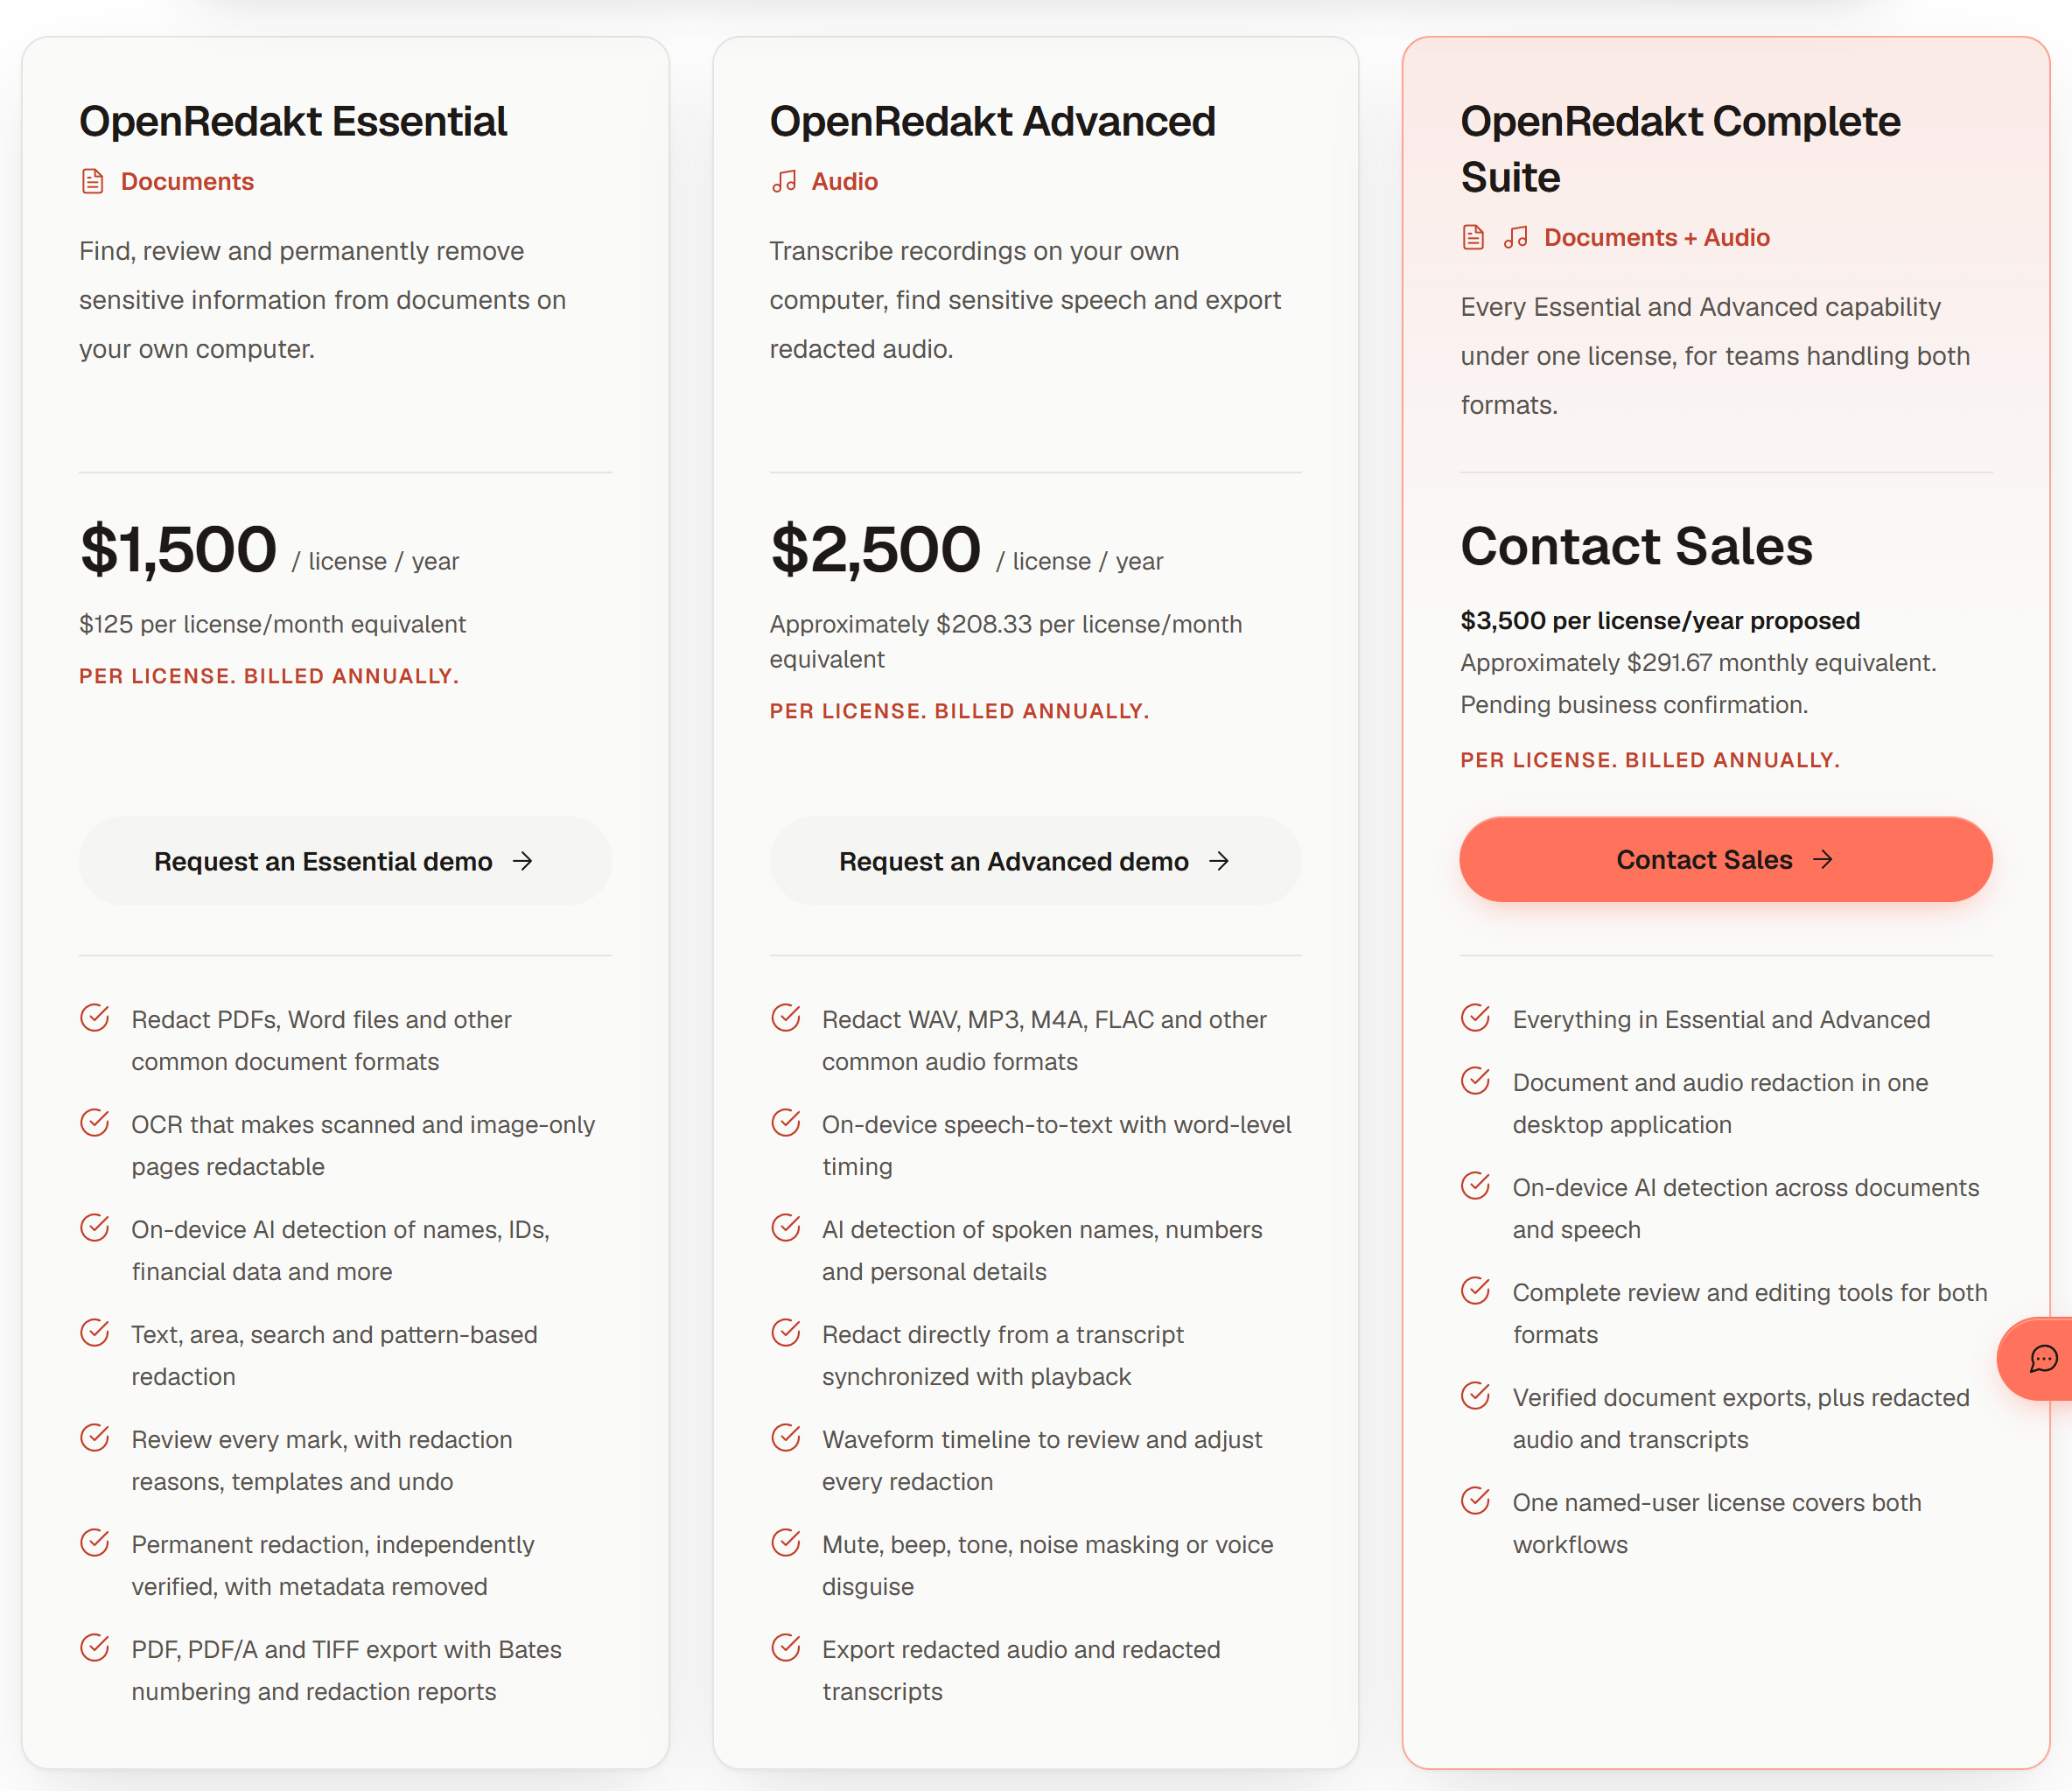 OpenRedakt Essential
Documents
Find, review and permanently remove
sensitive information from documents on
your own computer.
$1,500 / license / year
$125 per license/month equivalent
PER LICENSE. BILLED ANNUALLY.
Request an Essential demo →
Redact PDFs, Word files and other
common document formats
OCR that makes scanned and image-only
pages redactable
On-device AI detection of names, IDs,
financial data and more
Text, area, search and pattern-based
redaction
Review every mark, with redaction
reasons, templates and undo
Permanent redaction, independently
verified, with metadata removed
PDF, PDF/A and TIFF export with Bates
numbering and redaction reports
OpenRedakt Advanced
Audio
Transcribe recordings on your own
computer, find sensitive speech and export
redacted audio.
$2,500 / license / year
Approximately $208.33 per license/month
equivalent
PER LICENSE. BILLED ANNUALLY.
Request an Advanced demo →
Redact WAV, MP3, M4A, FLAC and other
common audio formats
On-device speech-to-text with word-level
timing
AI detection of spoken names, numbers
and personal details
Redact directly from a transcript
synchronized with playback
Waveform timeline to review and adjust
every redaction
Mute, beep, tone, noise masking or voice
disguise
Export redacted audio and redacted
transcripts
OpenRedakt Complete
Suite
Documents + Audio
Every Essential and Advanced capability
under one license, for teams handling both
formats.
Contact Sales
$3,500 per license/year proposed
Approximately $291.67 monthly equivalent.
Pending business confirmation.
PER LICENSE. BILLED ANNUALLY.
Contact Sales →
Everything in Essential and Advanced
Document and audio redaction in one
desktop application
On-device AI detection across documents
and speech
Complete review and editing tools for both
formats
Verified document exports, plus redacted
audio and transcripts
One named-user license covers both
workflows